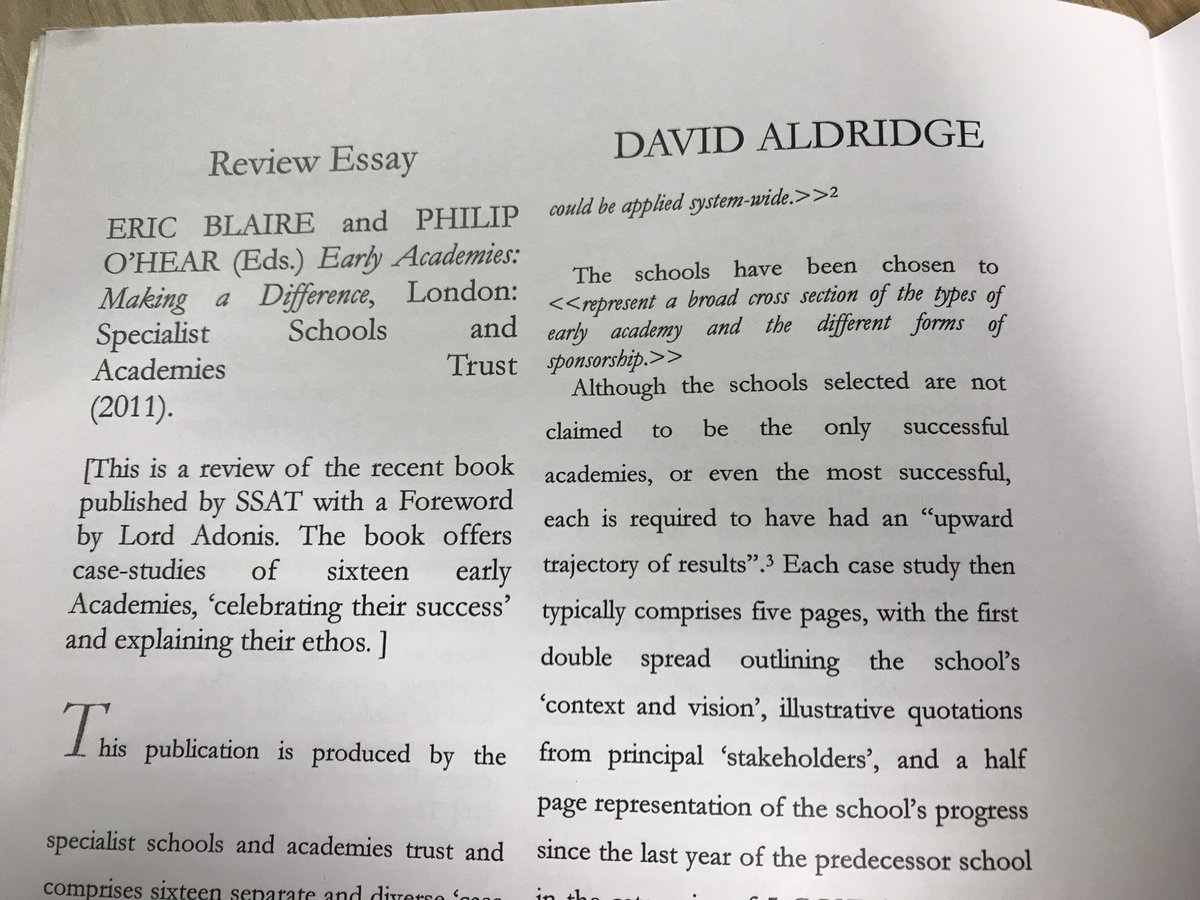 Review Essay
ERIC BLAIRE and PHILIP
O’HEAR (Eds.) Early Academies:
Making a Difference, London:
Specialist Schools and
Academies Trust
(2011).
[This is a review of the recent book
published by SSAT with a Foreword
by Lord Adonis. The book offers
case-studies of sixteen early
Academies, ‘celebrating their success’
and explaining their ethos. ]
This publication is produced by the
specialist schools and academies trust and
comprises sixteen separate and diverse ‘case
DAVID ALDRIDGE
could be applied system-wide.>>2
The schools have been chosen to
<<represent a broad cross section of the types of
early academy and the different forms of
sponsorship.>>
Although the schools selected are not
claimed to be the only successful
academies, or even the most successful,
each is required to have had an “upward
trajectory of results”.3 Each case study then
typically comprises five pages, with the first
double spread outlining the school’s
‘context and vision’, illustrative quotations
from principal ‘stakeholders’, and a half
page representation of the school’s progress
since the last year of the predecessor school
in the